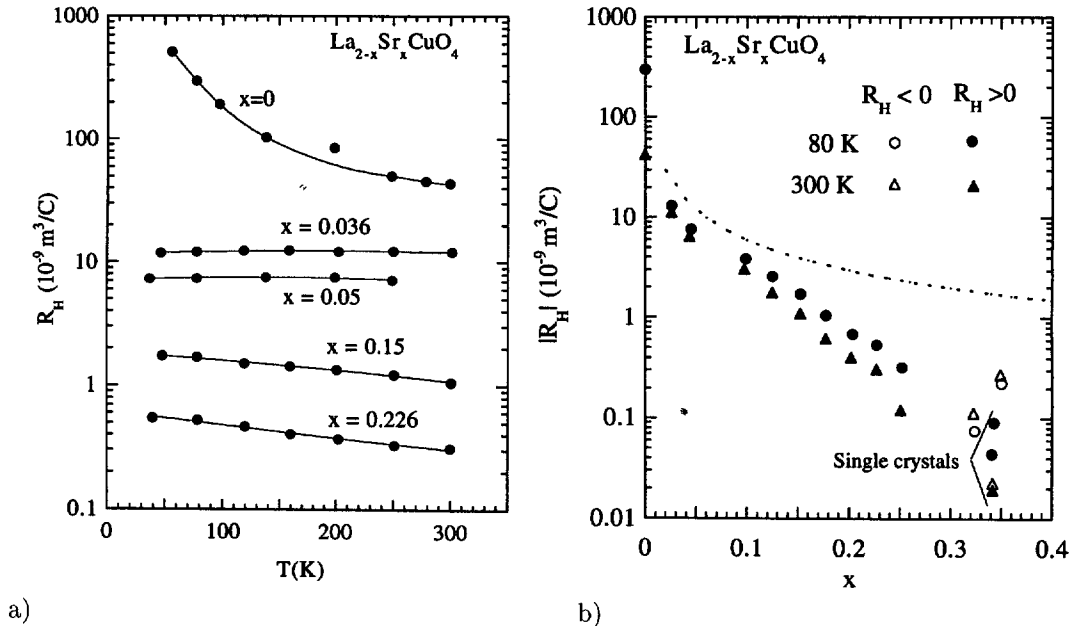 1000
100
10
1
0.1
R_H (10^-9 m^3/C)
La_2-xSr_xCuO_4
x=0
x = 0.036
x = 0.05
x = 0.15
x = 0.226
0 100 200 300
T(K)
a)
1000
100
10
1
0.1
0.01
|R_H| (10^-9 m^3/C)
La_2-xSr_xCuO_4
R_H < 0 R_H >0
80 K
300 K
Single crystals
0 0.1 0.2 0.3 0.4
x
b)